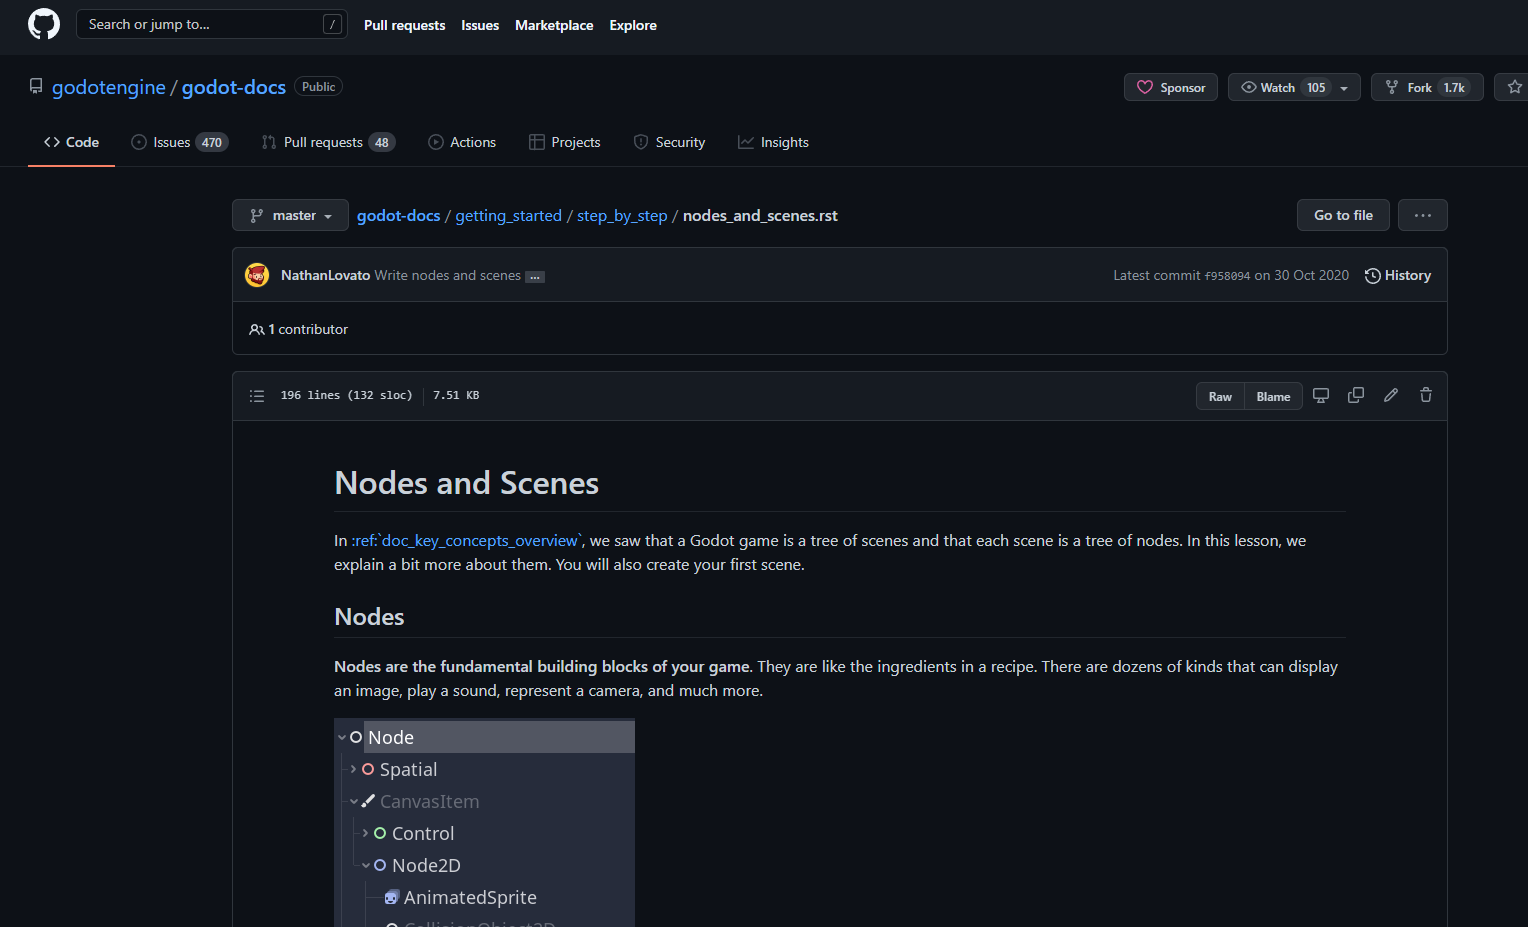 Search or jump to... /
Pull requests Issues Marketplace Explore
godotengine / godot-docs Public
Sponsor Watch 105 Fork 1.7k
Code Issues 470 Pull requests 48 Actions Projects Security Insights
master godot-docs / getting_started / step_by_step / nodes_and_scenes.rst Go to file ...
NathanLovato Write nodes and scenes ... Latest commit f958094 on 30 Oct 2020 History
1 contributor
196 lines (132 sloc) 7.51 KB Raw Blame
Nodes and Scenes
In :ref:`doc_key_concepts_overview`, we saw that a Godot game is a tree of scenes and that each scene is a tree of nodes. In this lesson, we
explain a bit more about them. You will also create your first scene.
Nodes
Nodes are the fundamental building blocks of your game. They are like the ingredients in a recipe. There are dozens of kinds that can display
an image, play a sound, represent a camera, and much more.
Node
Spatial
CanvasItem
Control
Node2D
AnimatedSprite
CollisionObject2D